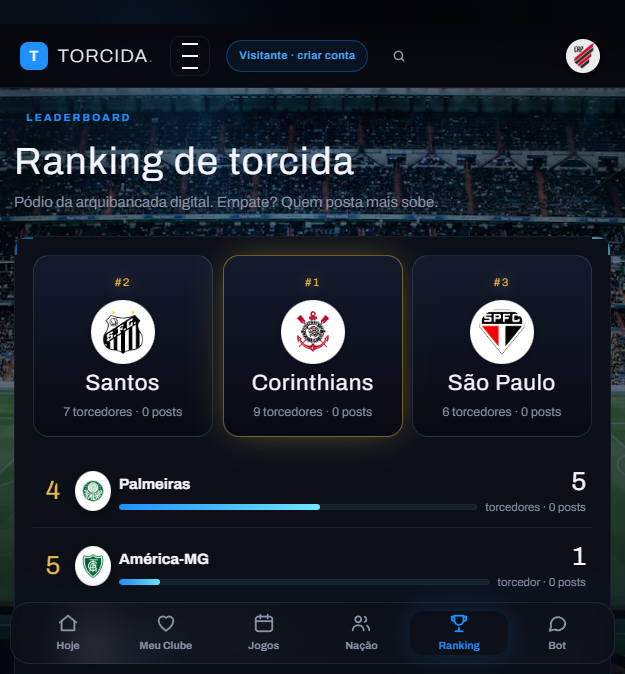 T TORCIDA.
Visitante · criar conta
CAP
LEADERBOARD
Ranking de torcida
Pódio da arquibancada digital. Empate? Quem posta mais sobe.
#2
Santos
7 torcedores · 0 posts
#1
Corinthians
9 torcedores · 0 posts
#3
SPFC
São Paulo
6 torcedores · 0 posts
4
Palmeiras
5
torcedores · 0 posts
5
América-MG
1
torcedor · 0 posts
Hoje
Meu Clube
Jogos
Nação
Ranking
Bot